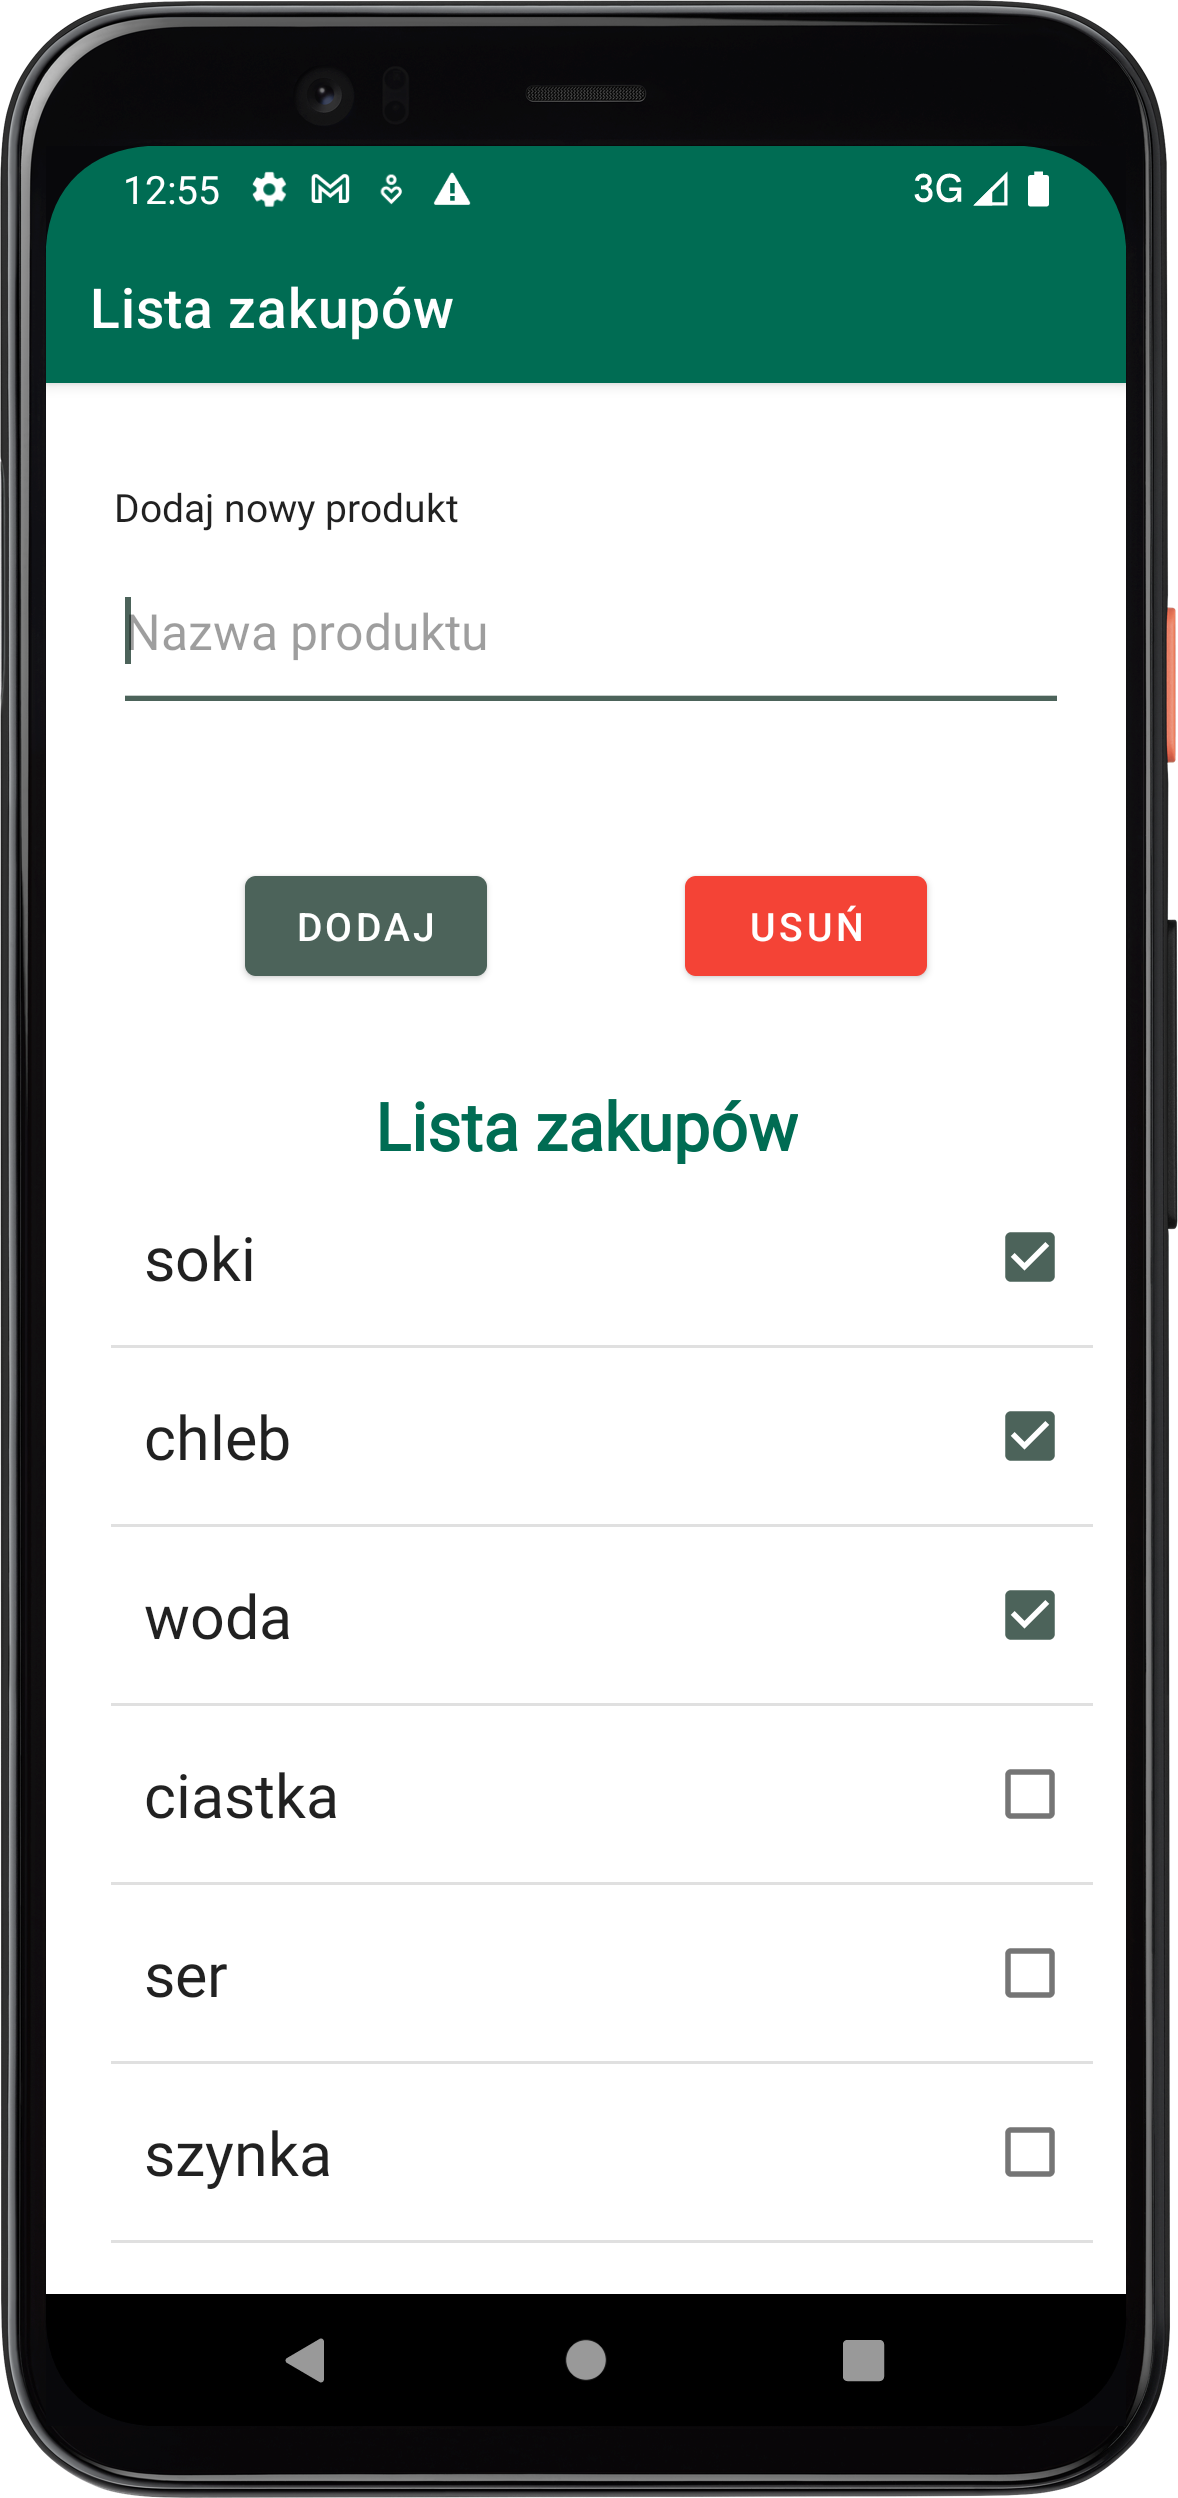 12:55 3G
Lista zakupów
Dodaj nowy produkt
Nazwa produktu
DODAJ USUŃ
Lista zakupów
soki
chleb
woda
ciastka
ser
szynka